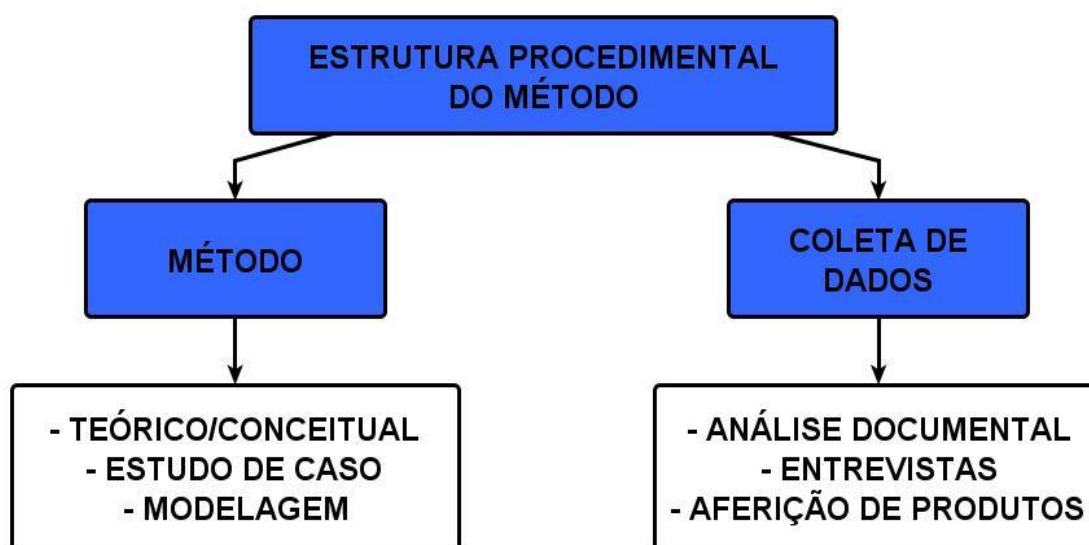 ESTRUTURA PROCEDIMENTAL
DO MÉTODO
MÉTODO
COLETA DE
DADOS
- TEÓRICO/CONCEITUAL
- ESTUDO DE CASO
- MODELAGEM
- ANÁLISE DOCUMENTAL
- ENTREVISTAS
- AFERIÇÃO DE PRODUTOS